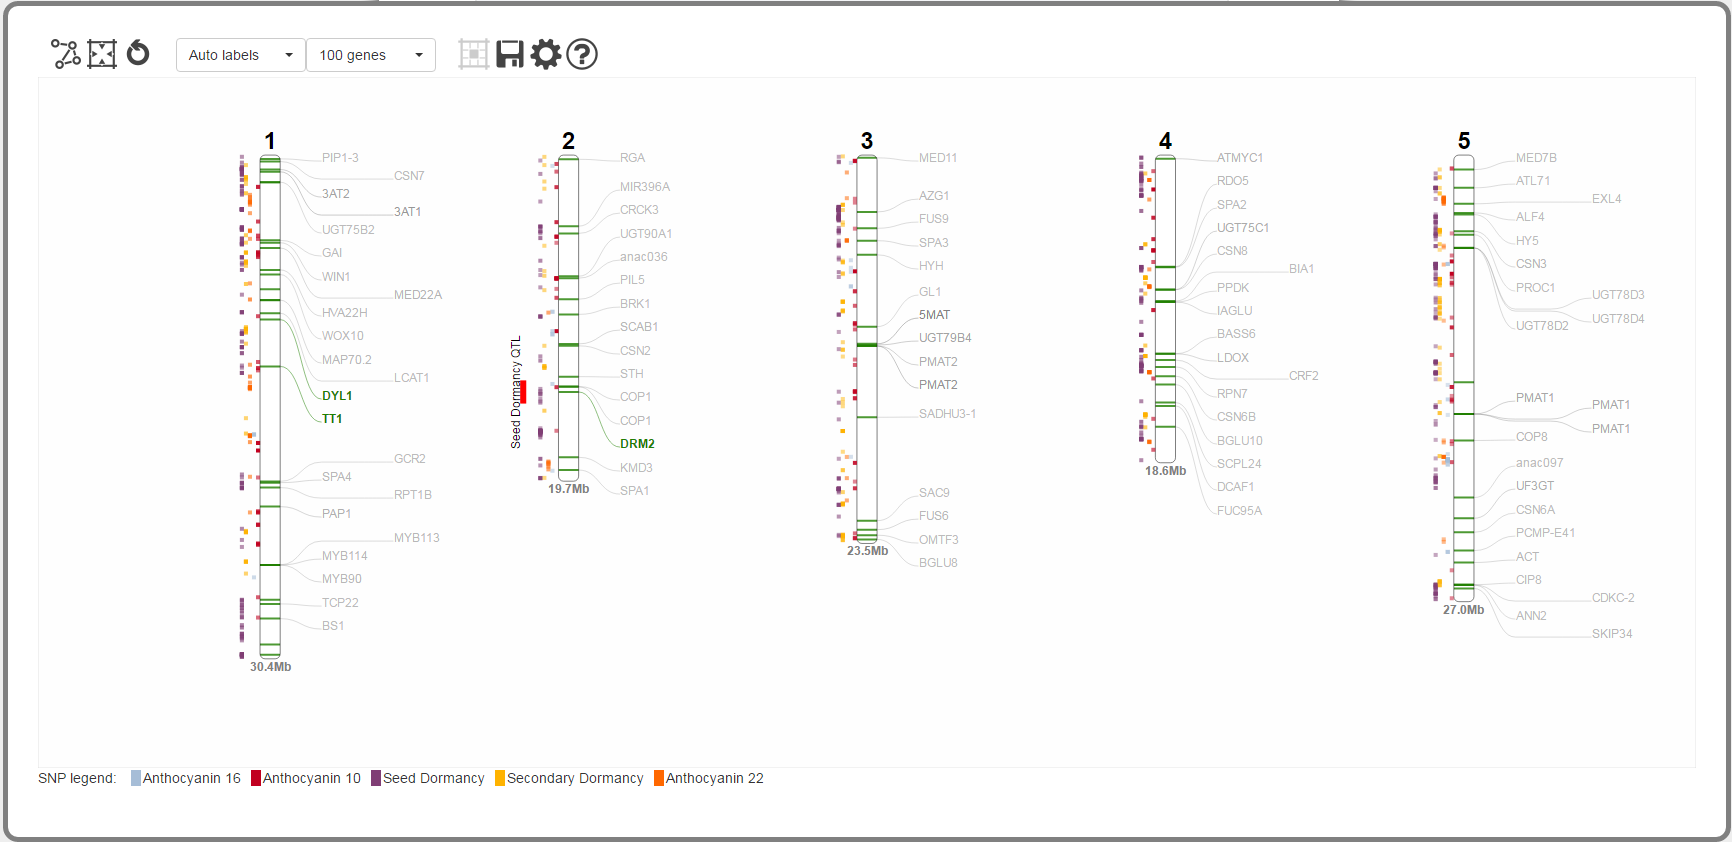 Auto labels
100 genes
1
PIP1-3
CSN7
3AT2
3AT1
UGT75B2
GAI
WIN1
MED22A
HVA22H
WOX10
MAP70.2
LCAT1
DYL1
TT1
GCR2
SPA4
RPT1B
PAP1
MYB113
MYB114
MYB90
TCP22
BS1
30.4Mb
Seed Dormancy QTL
2
RGA
MIR396A
CRCK3
UGT90A1
anac036
PIL5
BRK1
SCAB1
CSN2
STH
COP1
COP1
DRM2
KMD3
SPA1
19.7Mb
3
MED11
AZG1
FUS9
SPA3
HYH
GL1
5MAT
UGT79B4
PMAT2
PMAT2
SADHU3-1
SAC9
FUS6
OMTF3
BGLU8
23.5Mb
4
ATMYC1
RDO5
SPA2
UGT75C1
CSN8
BIA1
PPDK
IAGLU
BASS6
LDOX
CRF2
RPN7
CSN6B
BGLU10
SCPL24
DCAF1
FUC95A
18.6Mb
5
MED7B
ATL71
EXL4
ALF4
HY5
CSN3
PROC1
UGT78D3
UGT78D4
UGT78D2
PMAT1
PMAT1
PMAT1
COP8
anac097
UF3GT
CSN6A
PCMP-E41
ACT
CIP8
CDKC-2
ANN2
SKIP34
27.0Mb
SNP legend: Anthocyanin 16 Anthocyanin 10 Seed Dormancy Secondary Dormancy Anthocyanin 22